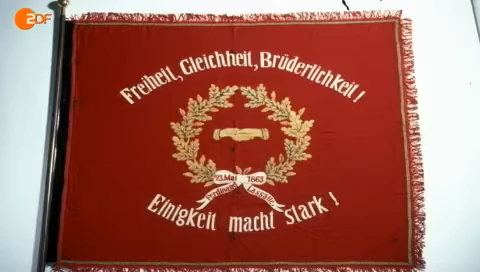 ZDF
Freiheit, Gleichheit, Brüderlichkeit!
23. Mai 1863
Ferdinand Lassalle
Einigkeit macht stark!